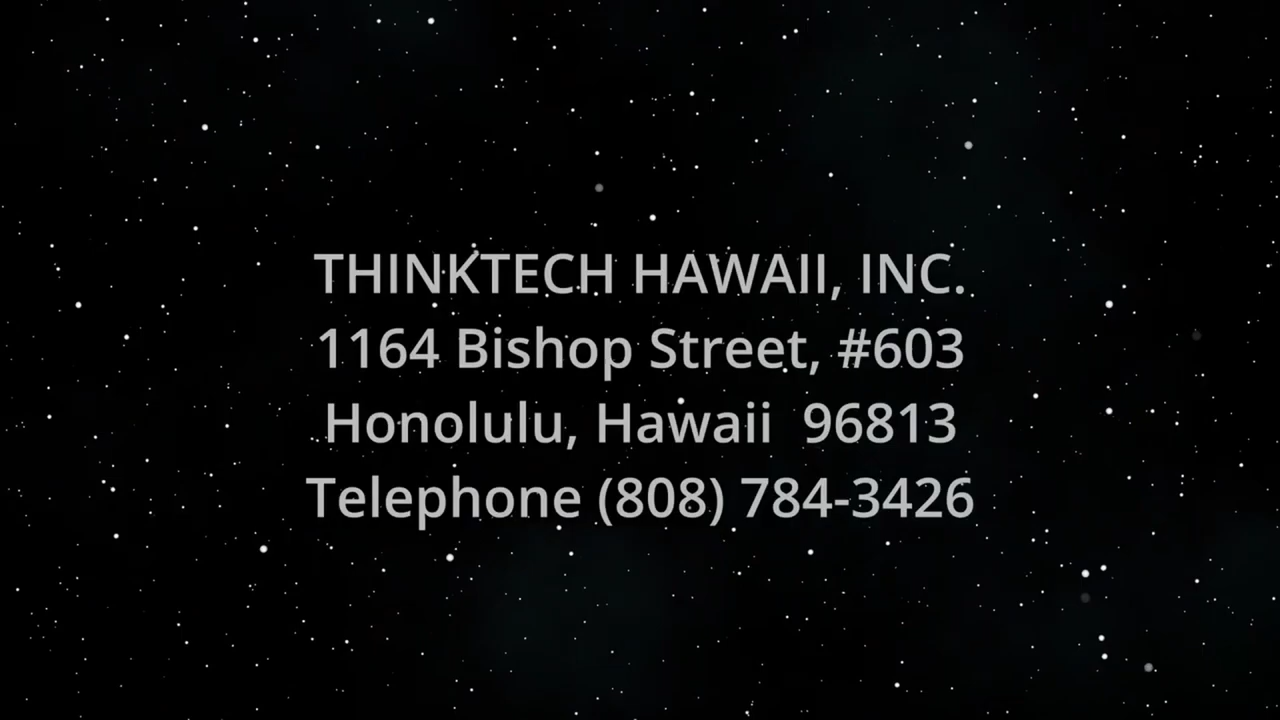 THINKTECH HAWAII, INC.
1164 Bishop Street, #603
Honolulu, Hawaii  96813
Telephone (808) 784-3426